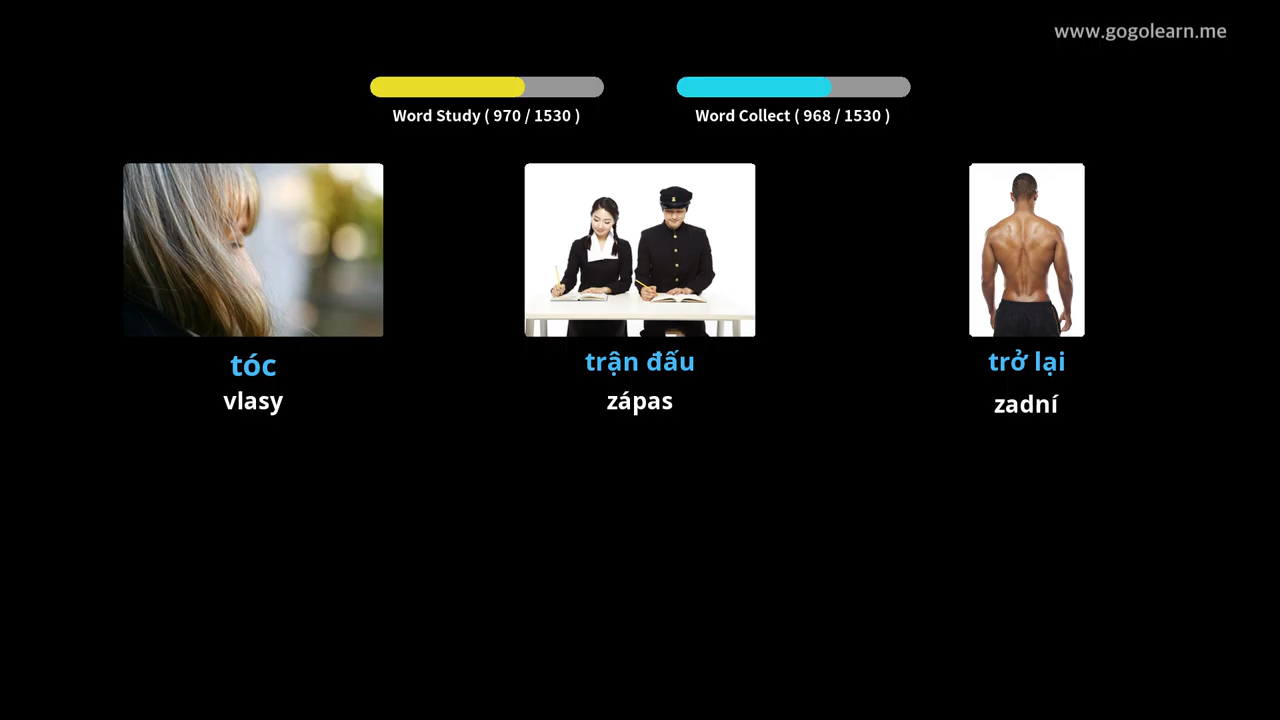 www.gogolearn.me
Word Study ( 970 / 1530 )
Word Collect ( 968 / 1530 )
tóc
vlasy
trận đấu
zápas
trở lại
zadní